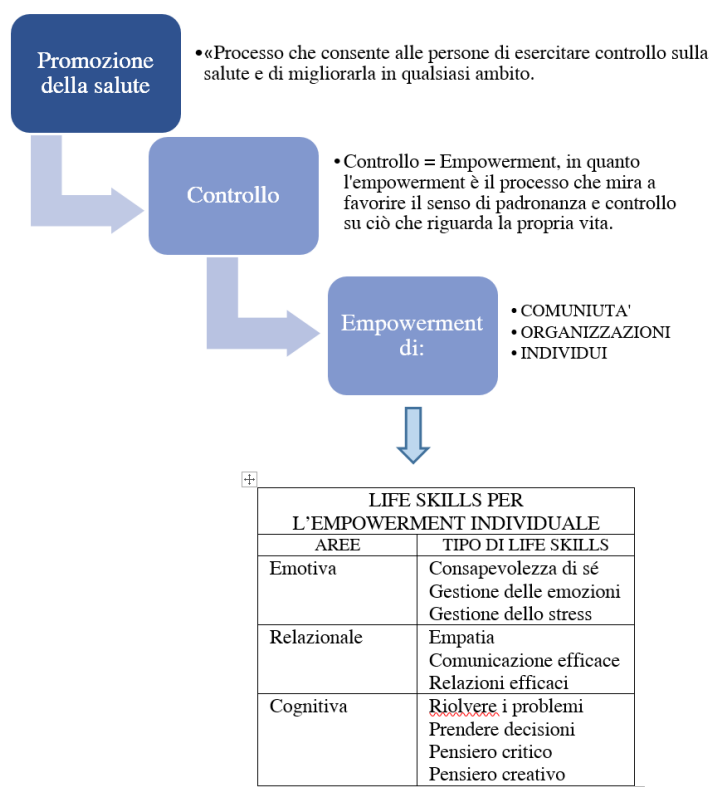 Promozione
della salute
•«Processo che consente alle persone di esercitare controllo sulla
salute e di migliorarla in qualsiasi ambito.
Controllo
•Controllo = Empowerment, in quanto
l'empowerment è il processo che mira a
favorire il senso di padronanza e controllo
su ciò che riguarda la propria vita.
Empowerment
di:
• COMUNIUTA'
• ORGANIZZAZIONI
• INDIVIDUI
LIFE SKILLS PER
L’EMPOWERMENT INDIVIDUALE
AREE TIPO DI LIFE SKILLS
Emotiva Consapevolezza di sé
Gestione delle emozioni
Gestione dello stress
Relazionale Empatia
Comunicazione efficace
Relazioni efficaci
Cognitiva Riolvere i problemi
Prendere decisioni
Pensiero critico
Pensiero creativo